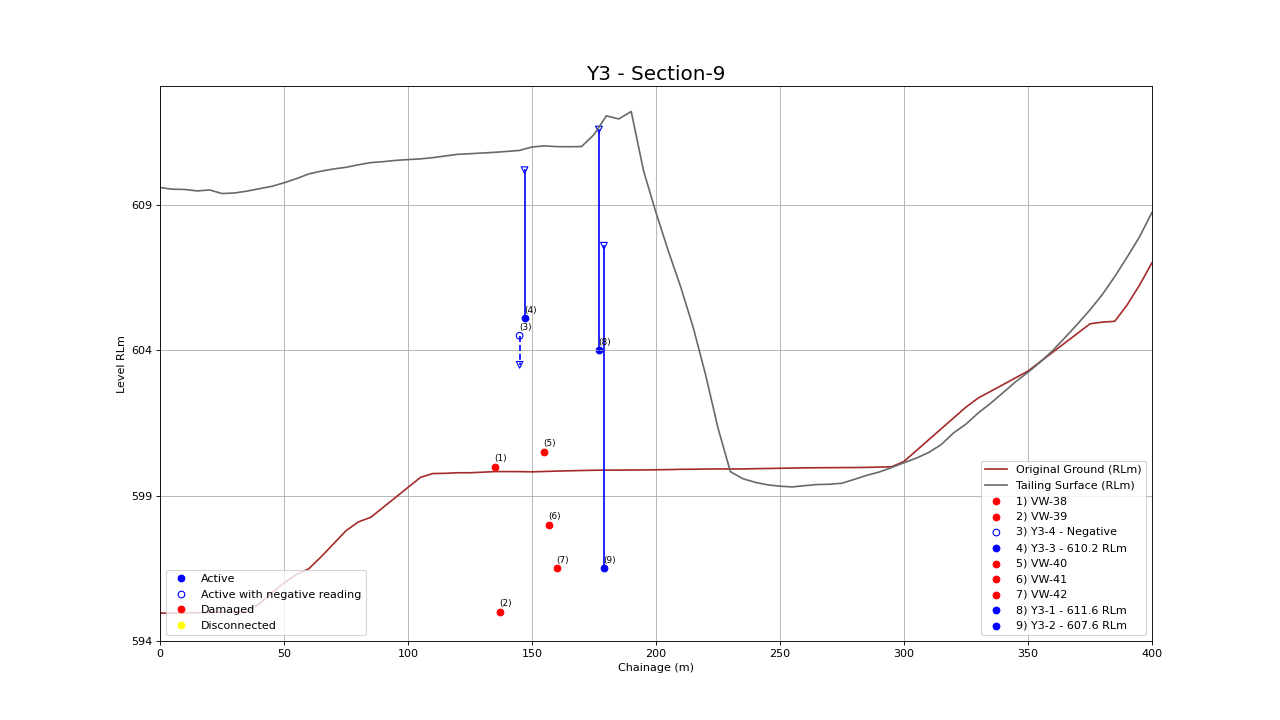 Y3 - Section-9
Level RLm
609
604
599
594
(4)
(3)
(8)
(5)
(1)
(6)
(7)
(9)
(2)
Active
Active with negative reading
Damaged
Disconnected
Original Ground (RLm)
Tailing Surface (RLm)
1) VW-38
2) VW-39
3) Y3-4 - Negative
4) Y3-3 - 610.2 RLm
5) VW-40
6) VW-41
7) VW-42
8) Y3-1 - 611.6 RLm
9) Y3-2 - 607.6 RLm
0 50 100 150 200 250 300 350 400
Chainage (m)